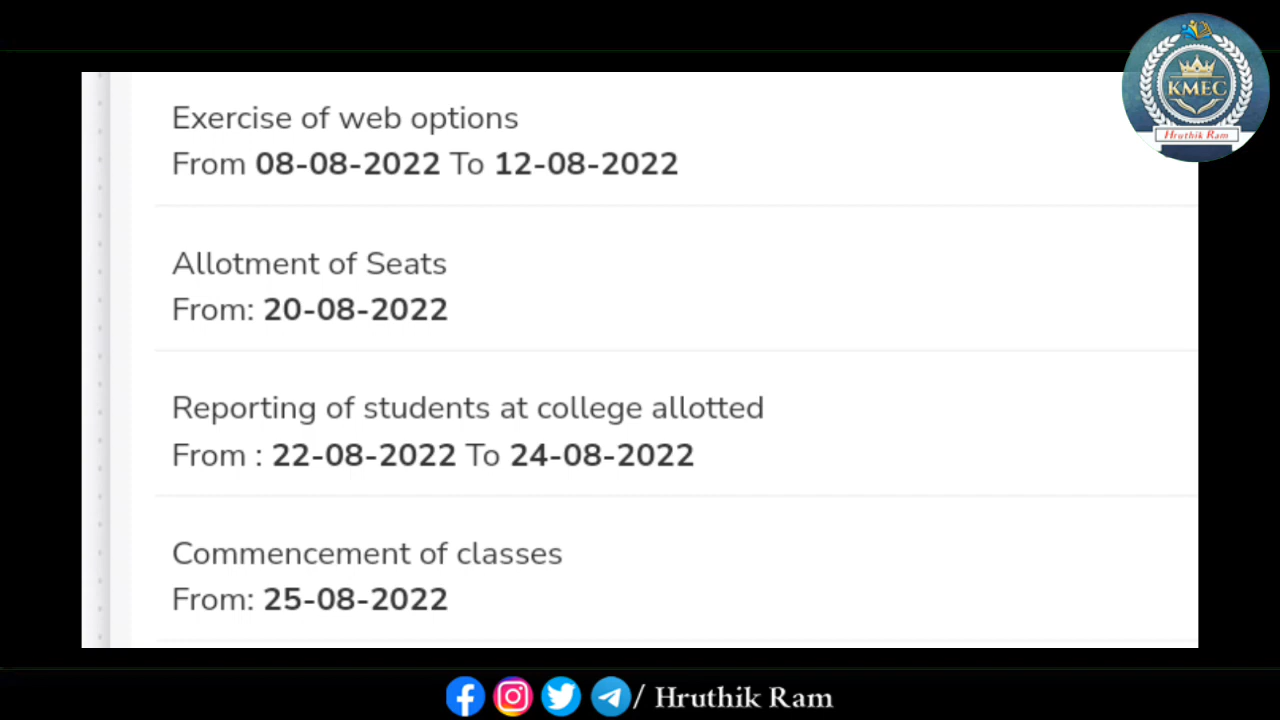 KMEC
Hruthik Ram
Exercise of web options
From 08-08-2022 To 12-08-2022
Allotment of Seats
From: 20-08-2022
Reporting of students at college allotted
From : 22-08-2022 To 24-08-2022
Commencement of classes
From: 25-08-2022
/ Hruthik Ram